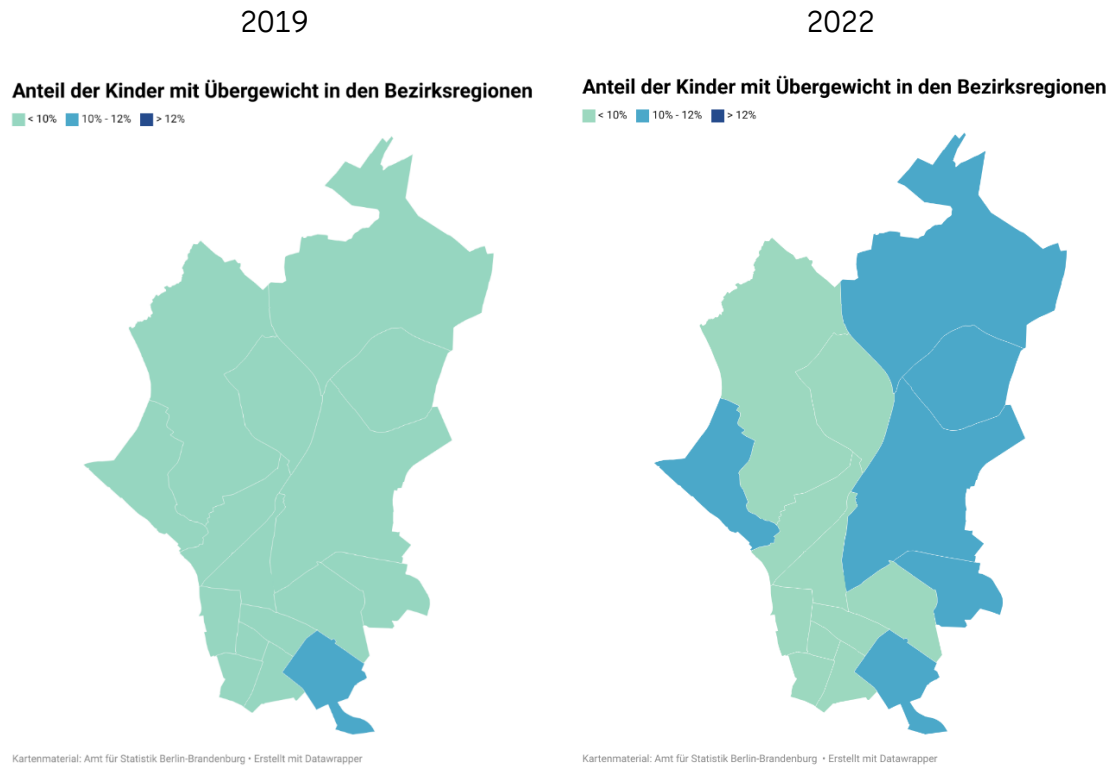 2019
Anteil der Kinder mit Übergewicht in den Bezirksregionen
< 10% 10% - 12% > 12%
Kartenmaterial: Amt für Statistik Berlin-Brandenburg • Erstellt mit Datawrapper
2022
Anteil der Kinder mit Übergewicht in den Bezirksregionen
< 10% 10% - 12% > 12%
Kartenmaterial: Amt für Statistik Berlin-Brandenburg • Erstellt mit Datawrapper